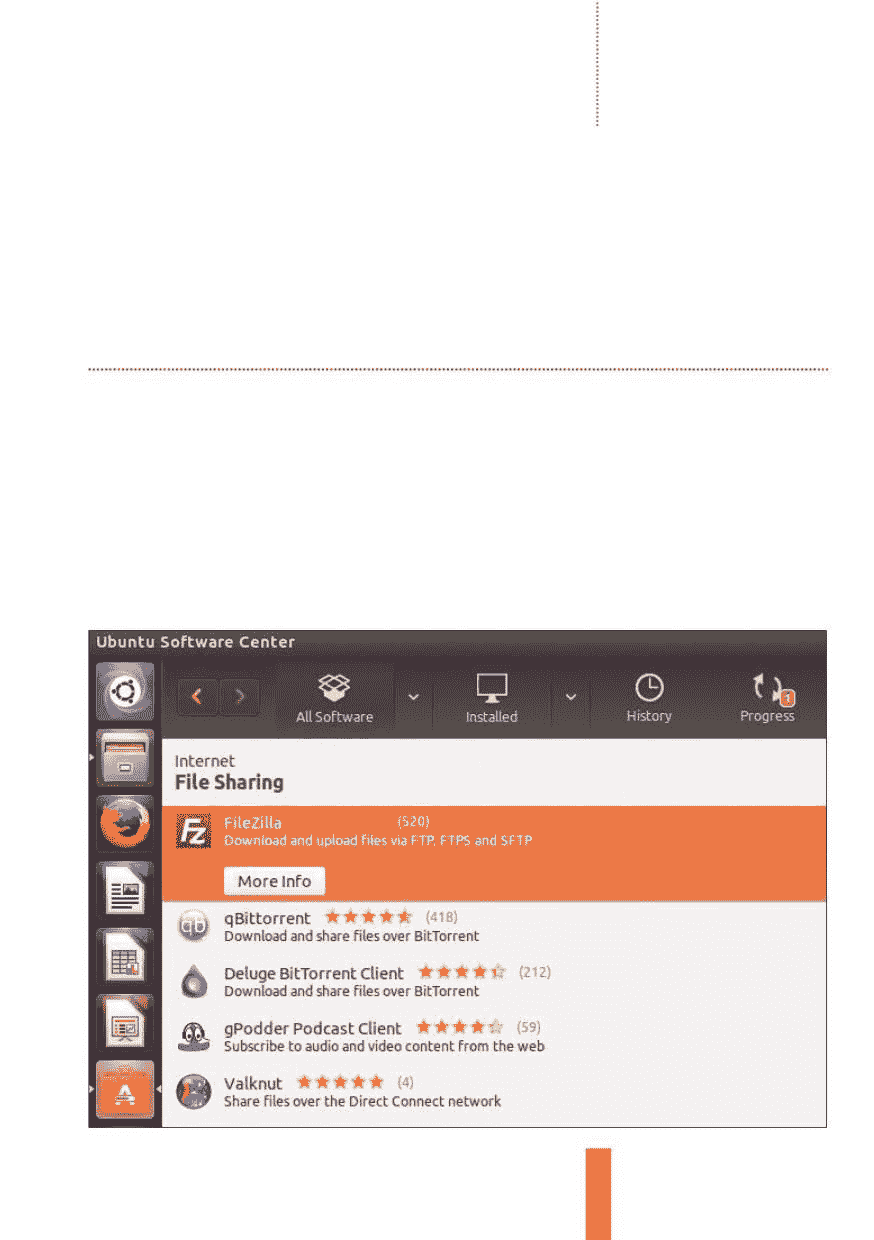 Ubuntu Software Center
All Software
Installed
History
Progress
1
Internet
File Sharing
Fz
FileZilla (520)
Download and upload files via FTP, FTPS and SFTP
More Info
qb
qBittorrent (418)
Download and share files over BitTorrent
Deluge BitTorrent Client (212)
Download and share files over BitTorrent
gPodder Podcast Client (59)
Subscribe to audio and video content from the web
Valknut (4)
Share files over the Direct Connect network